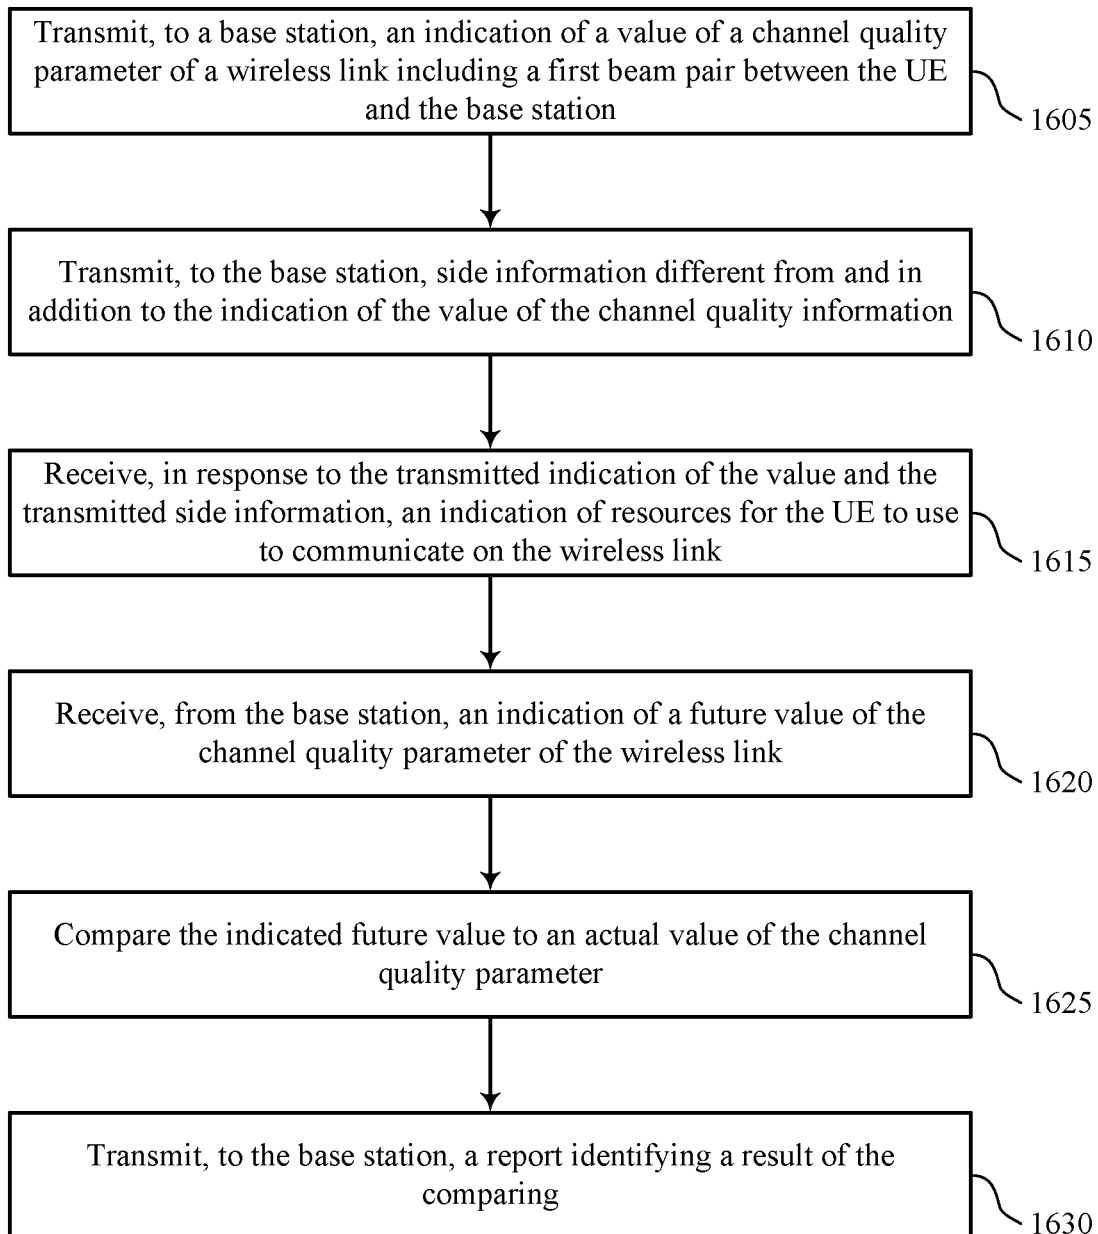 Transmit, to a base station, an indication of a value of a channel quality
parameter of a wireless link including a first beam pair between the UE
and the base station
1605
Transmit, to the base station, side information different from and in
addition to the indication of the value of the channel quality information
1610
Receive, in response to the transmitted indication of the value and the
transmitted side information, an indication of resources for the UE to use
to communicate on the wireless link
1615
Receive, from the base station, an indication of a future value of the
channel quality parameter of the wireless link
1620
Compare the indicated future value to an actual value of the channel
quality parameter
1625
Transmit, to the base station, a report identifying a result of the
comparing
1630